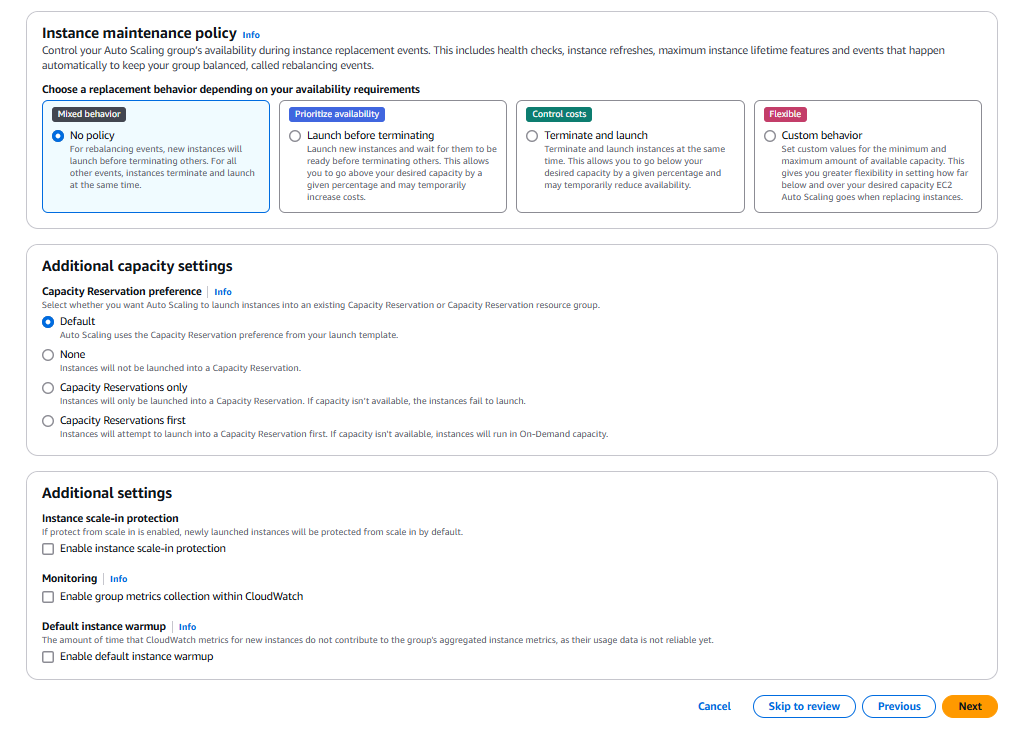 Instance maintenance policy Info
Control your Auto Scaling group's availability during instance replacement events. This includes health checks, instance refreshes, maximum instance lifetime features and events that happen
automatically to keep your group balanced, called rebalancing events.
Choose a replacement behavior depending on your availability requirements
Mixed behavior
No policy
For rebalancing events, new instances will
launch before terminating others. For all
other events, instances terminate and launch
at the same time.
Prioritize availability
Launch before terminating
Launch new instances and wait for them to be
ready before terminating others. This allows
you to go above your desired capacity by a
given percentage and may temporarily
increase costs.
Control costs
Terminate and launch
Terminate and launch instances at the same
time. This allows you to go below your
desired capacity by a given percentage and
may temporarily reduce availability.
Flexible
Custom behavior
Set custom values for the minimum and
maximum amount of available capacity. This
gives you greater flexibility in setting how far
below and over your desired capacity EC2
Auto Scaling goes when replacing instances.
Additional capacity settings
Capacity Reservation preference Info
Select whether you want Auto Scaling to launch instances into an existing Capacity Reservation or Capacity Reservation resource group.
Default
Auto Scaling uses the Capacity Reservation preference from your launch template.
None
Instances will not be launched into a Capacity Reservation.
Capacity Reservations only
Instances will only be launched into a Capacity Reservation. If capacity isn't available, the instances fail to launch.
Capacity Reservations first
Instances will attempt to launch into a Capacity Reservation first. If capacity isn't available, instances will run in On-Demand capacity.
Additional settings
Instance scale-in protection
If protect from scale in is enabled, newly launched instances will be protected from scale in by default.
Enable instance scale-in protection
Monitoring Info
Enable group metrics collection within CloudWatch
Default instance warmup Info
The amount of time that CloudWatch metrics for new instances do not contribute to the group's aggregated instance metrics, as their usage data is not reliable yet.
Enable default instance warmup
Cancel Skip to review Previous Next